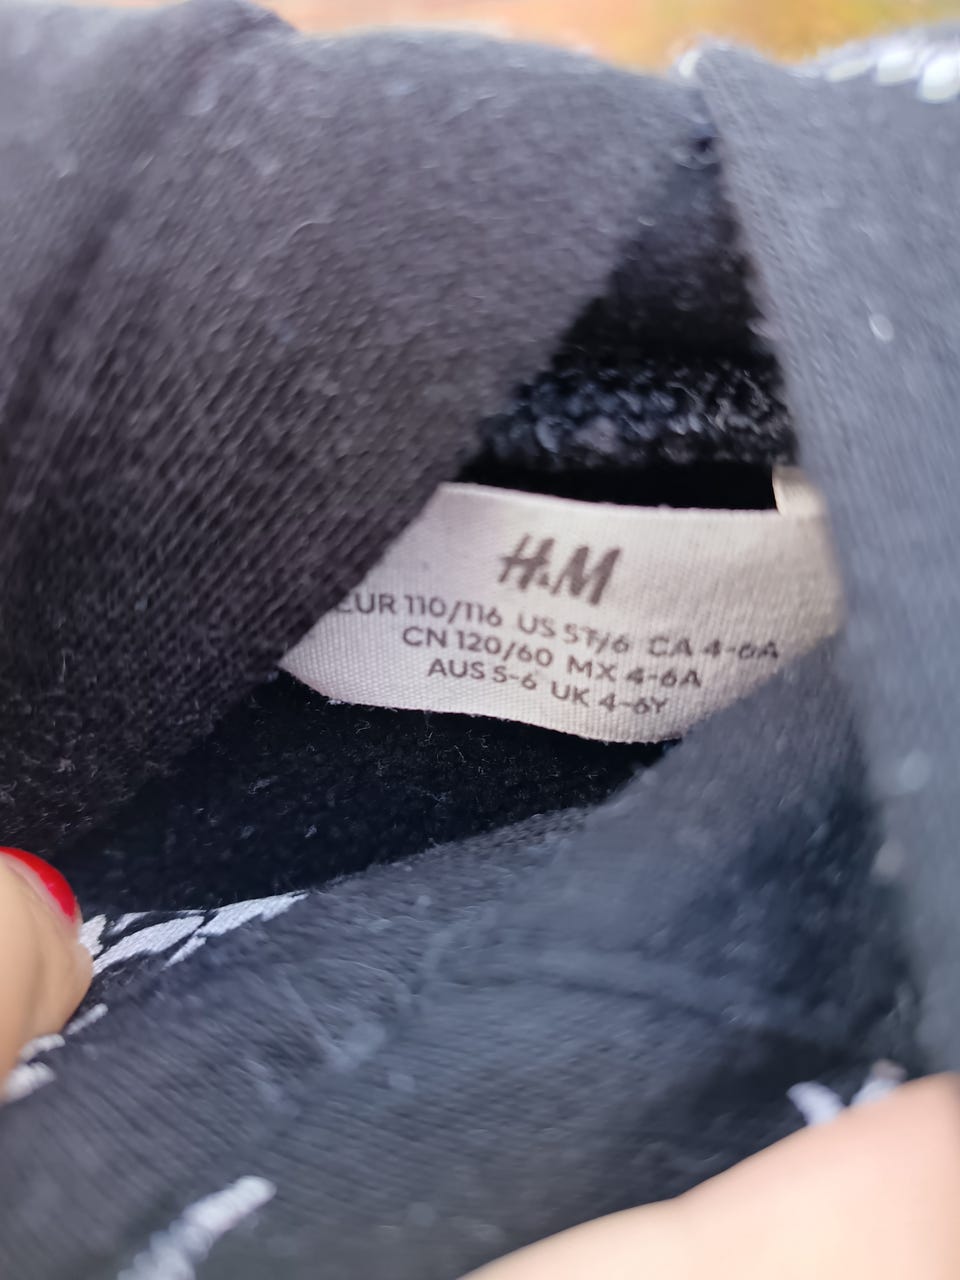 H&M
EUR 110/116 US 5T/6 CA 4-6A
CN 120/60 MX 4-6A
AUS 5-6 UK 4-6Y